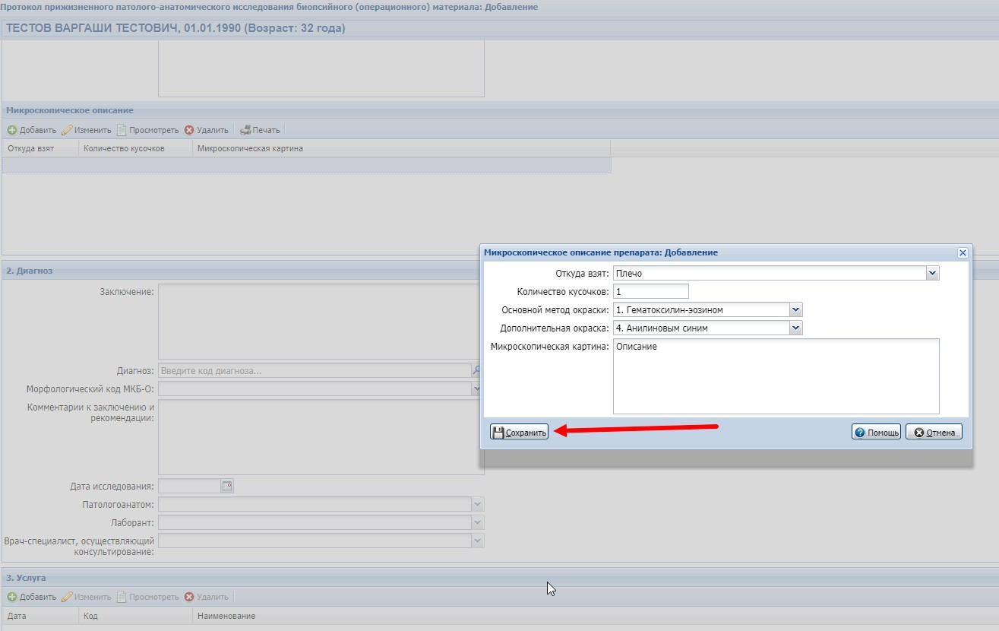 Протокол прижизненного патолого-анатомического исследования биопсийного (операционного) материала: Добавление
ТЕСТОВ ВАРГАШИ ТЕСТОВИЧ, 01.01.1990 (Возраст: 32 года)
Микроскопическое описание
Добавить Изменить Просмотреть Удалить Печать
Откуда взят Количество кусочков Микроскопическая картина
Микроскопическое описание препарата: Добавление
Откуда взят: Плечо
Количество кусочков: 1
Основной метод окраски: 1. Гематоксилин-эозином
Дополнительная окраска: 4. Анилиновым синим
Микроскопическая картина: Описание
Сохранить Помощь Отмена
2. Диагноз
Заключение:
Диагноз: Введите код диагноза...
Морфологический код МКБ-О:
Комментарии к заключению и
рекомендации:
Дата исследования:
Патологоанатом:
Лаборант:
Врач-специалист, осуществляющий
консультирование:
3. Услуга
Добавить Изменить Просмотреть Удалить
Дата Код Наименование